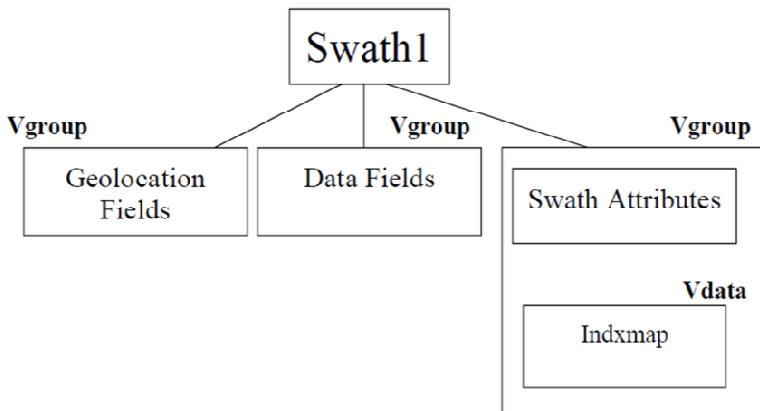 Swath1
Vgroup
Vgroup
Vgroup
Geolocation
Fields
Data Fields
Swath Attributes
Vdata
Indxmap